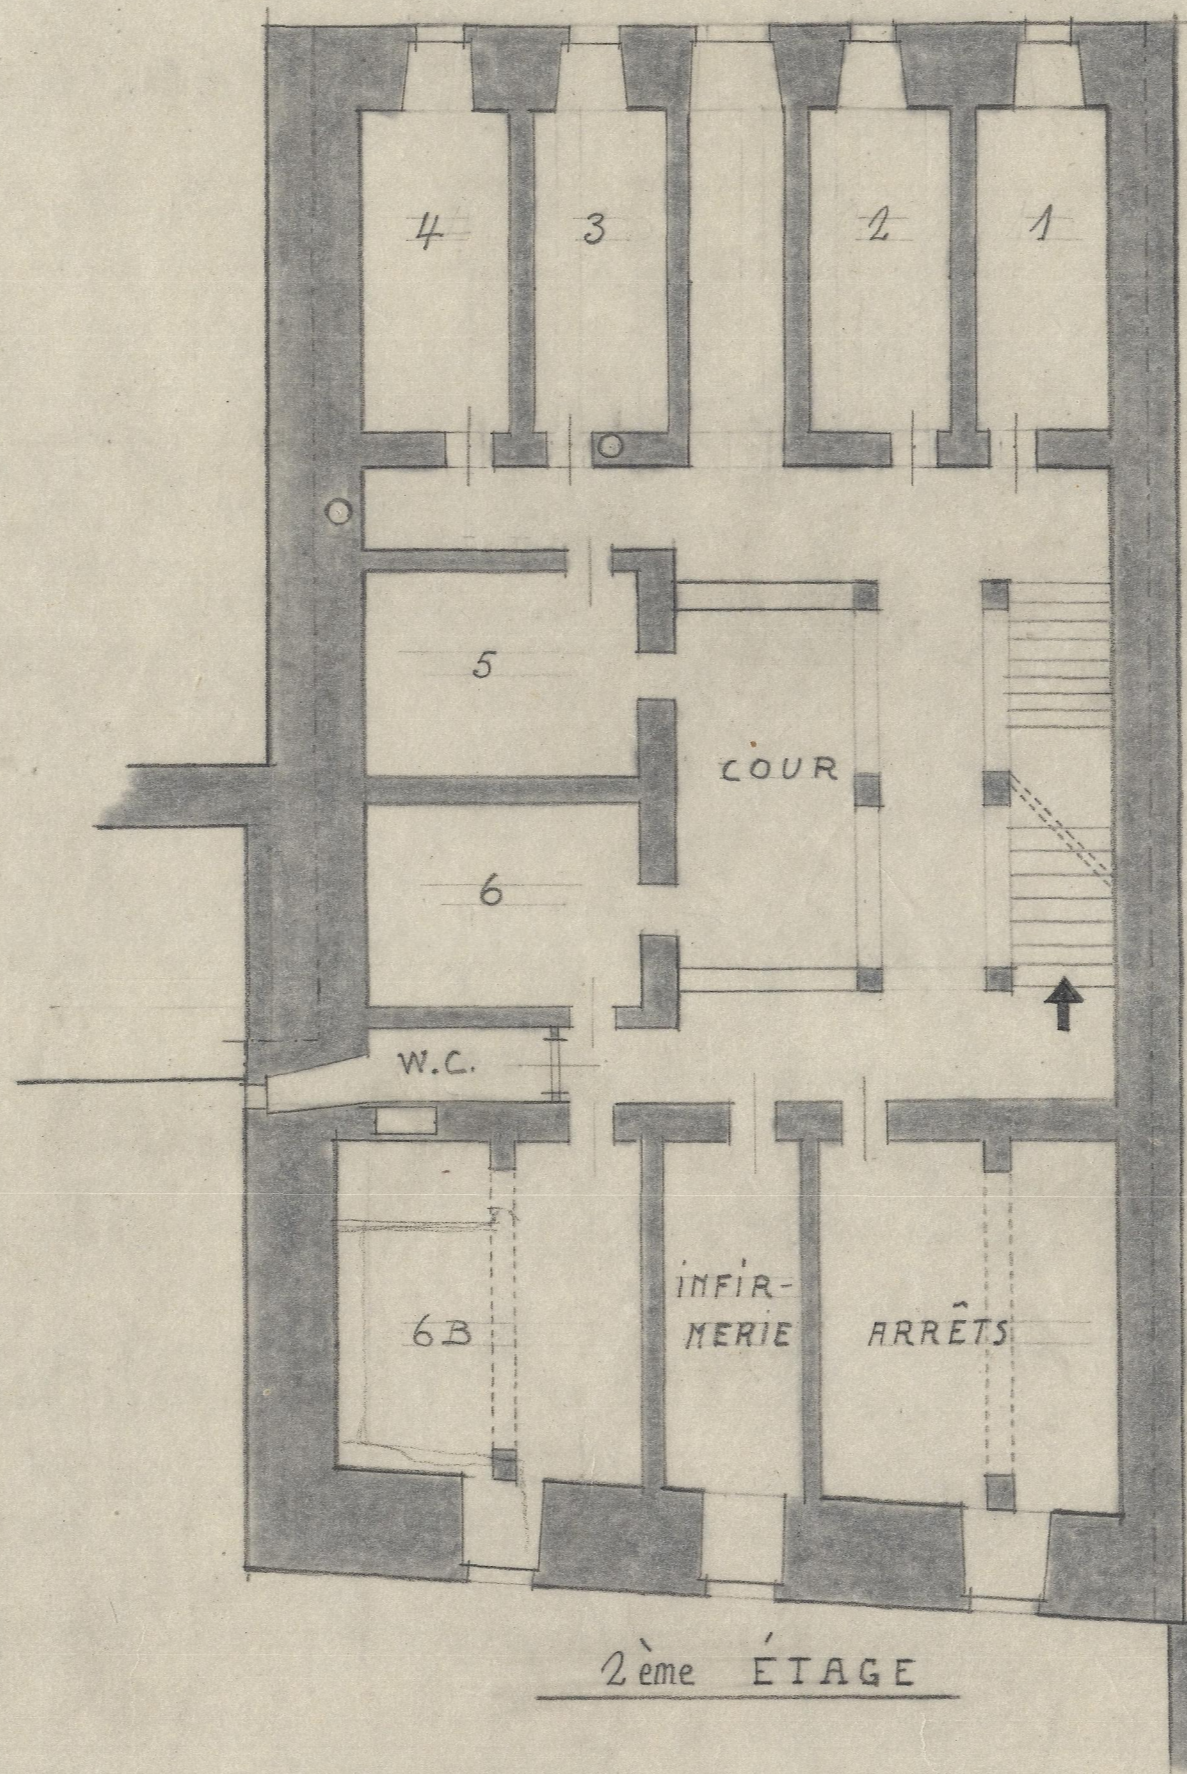 4 3 2 1
5
COUR
6
W.C.
6B
INFIR-
MERIE
ARRÊTS
2ème ÉTAGE